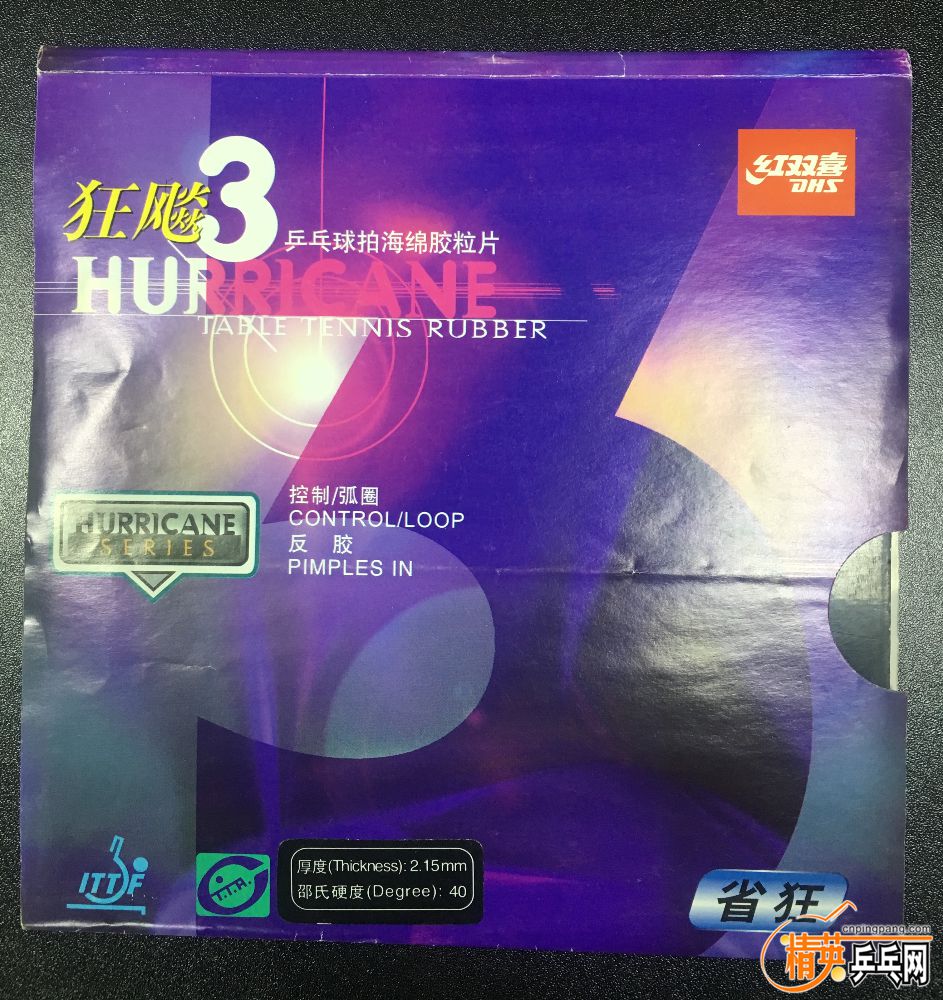 红双喜
DHS
狂飚3
乒乓球拍海绵胶粒片
HURRICANE
TABLE TENNIS RUBBER
控制/弧圈
CONTROL/LOOP
反 胶
PIMPLES IN
HURRICANE
SERIES
ITTF
T.T.A.
厚度(Thickness): 2.15mm
邵氏硬度(Degree): 40
省狂
cnpingpang.com
精英乒乓网